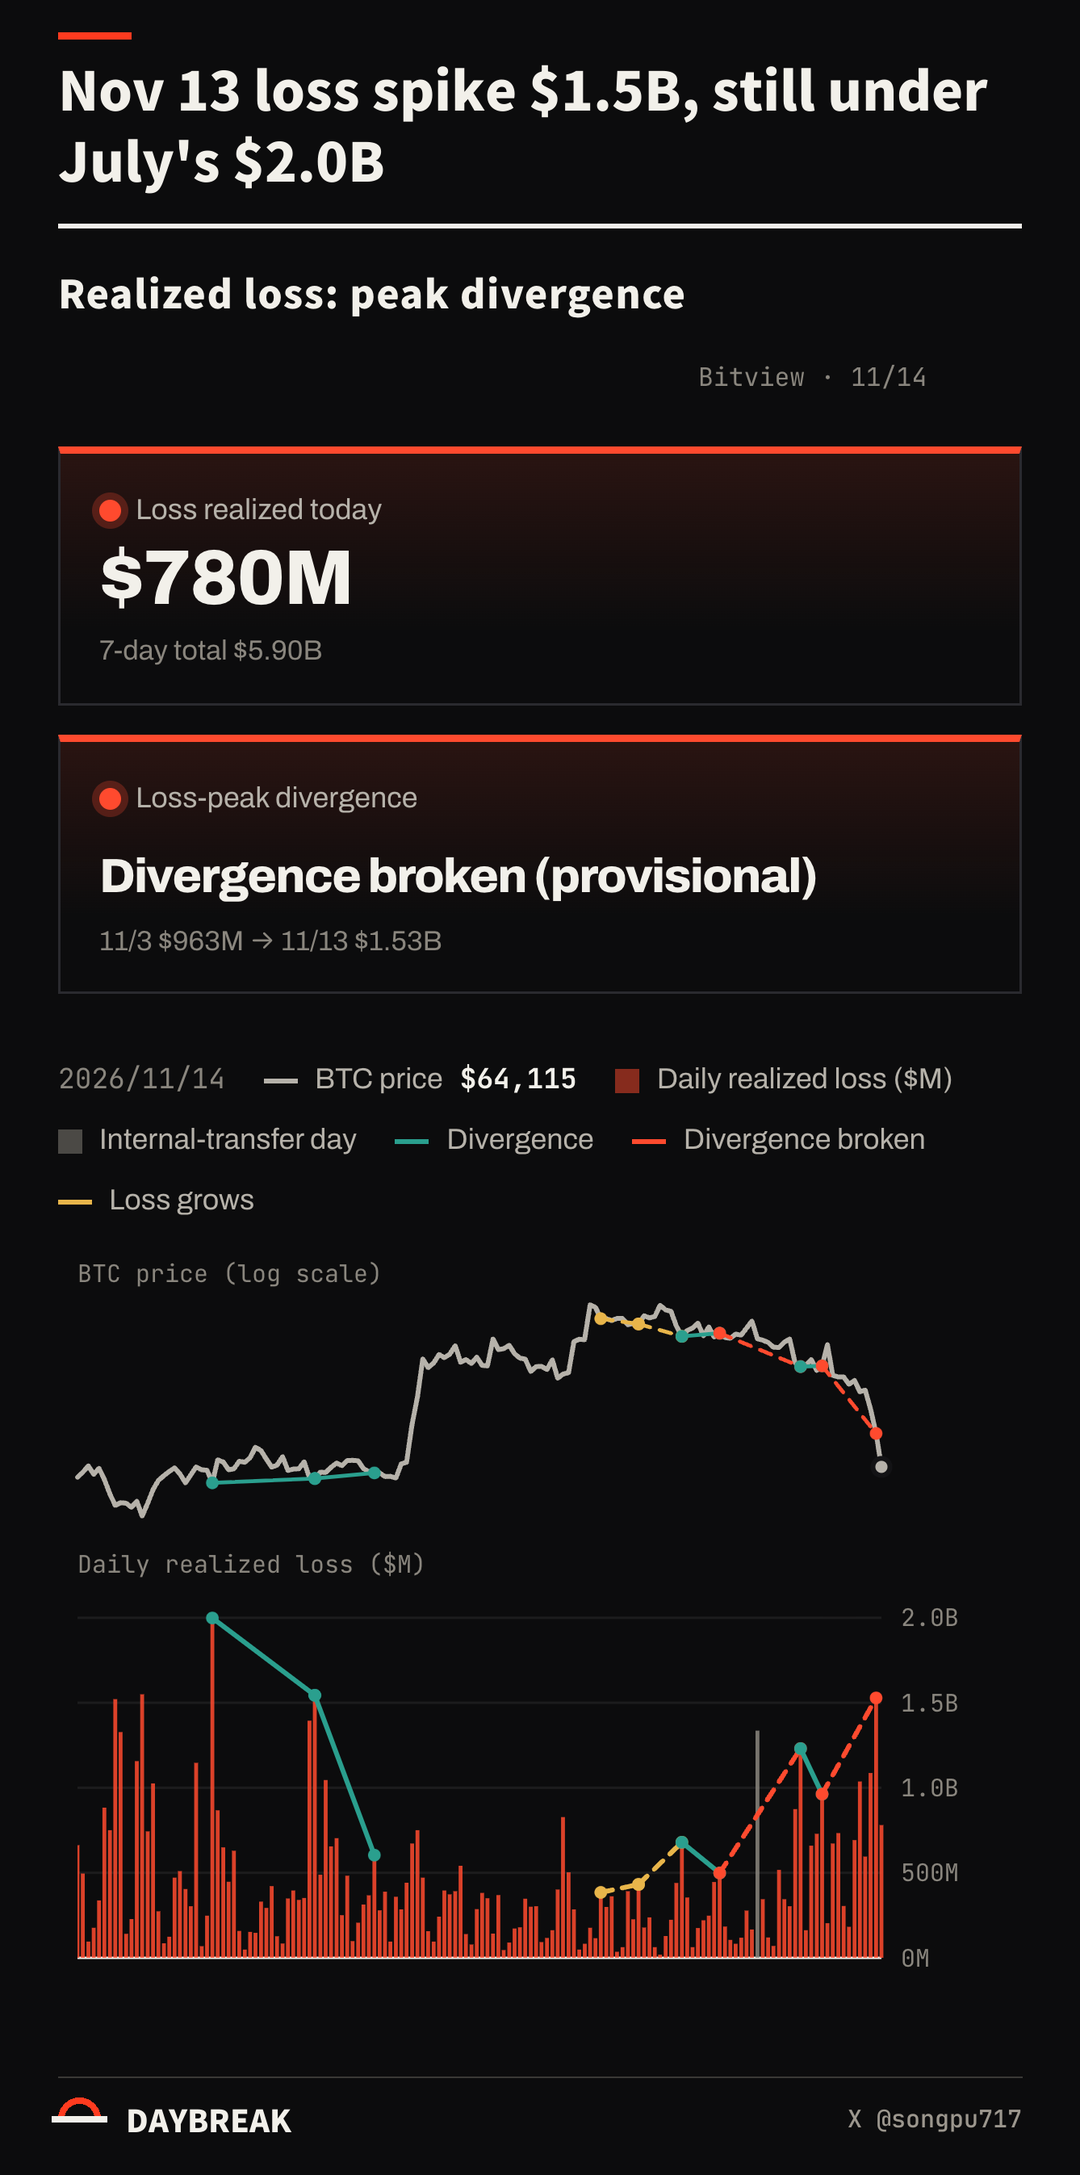 Nov 13 loss spike $1.5B, still under
July's $2.0B
Realized loss: peak divergence
Bitview · 11/14
Loss realized today
$780M
7-day total $5.90B
Loss-peak divergence
Divergence broken (provisional)
11/3 $963M → 11/13 $1.53B
2026/11/14 BTC price $64,115 Daily realized loss ($M)
Internal-transfer day Divergence Divergence broken
Loss grows
BTC price (log scale)
Daily realized loss ($M)
2.0B
1.5B
1.0B
500M
0M
DAYBREAK
X @songpu717